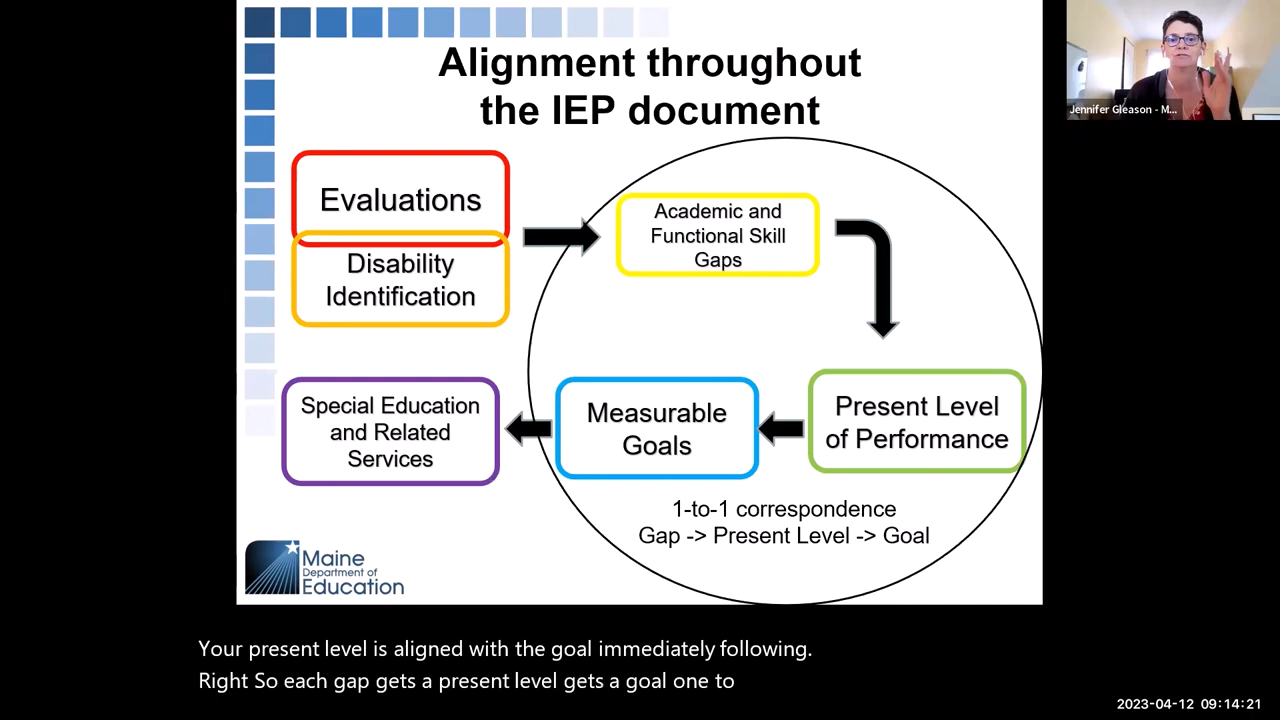 Alignment throughout
the IEP document
Jennifer Gleason - M...
Evaluations
Disability
Identification
Academic and
Functional Skill
Gaps
Present Level
of Performance
Measurable
Goals
Special Education
and Related
Services
1-to-1 correspondence
Gap -> Present Level -> Goal
Maine
Department of
Education
Your present level is aligned with the goal immediately following.
Right So each gap gets a present level gets a goal one to
2023-04-12 09:14:21